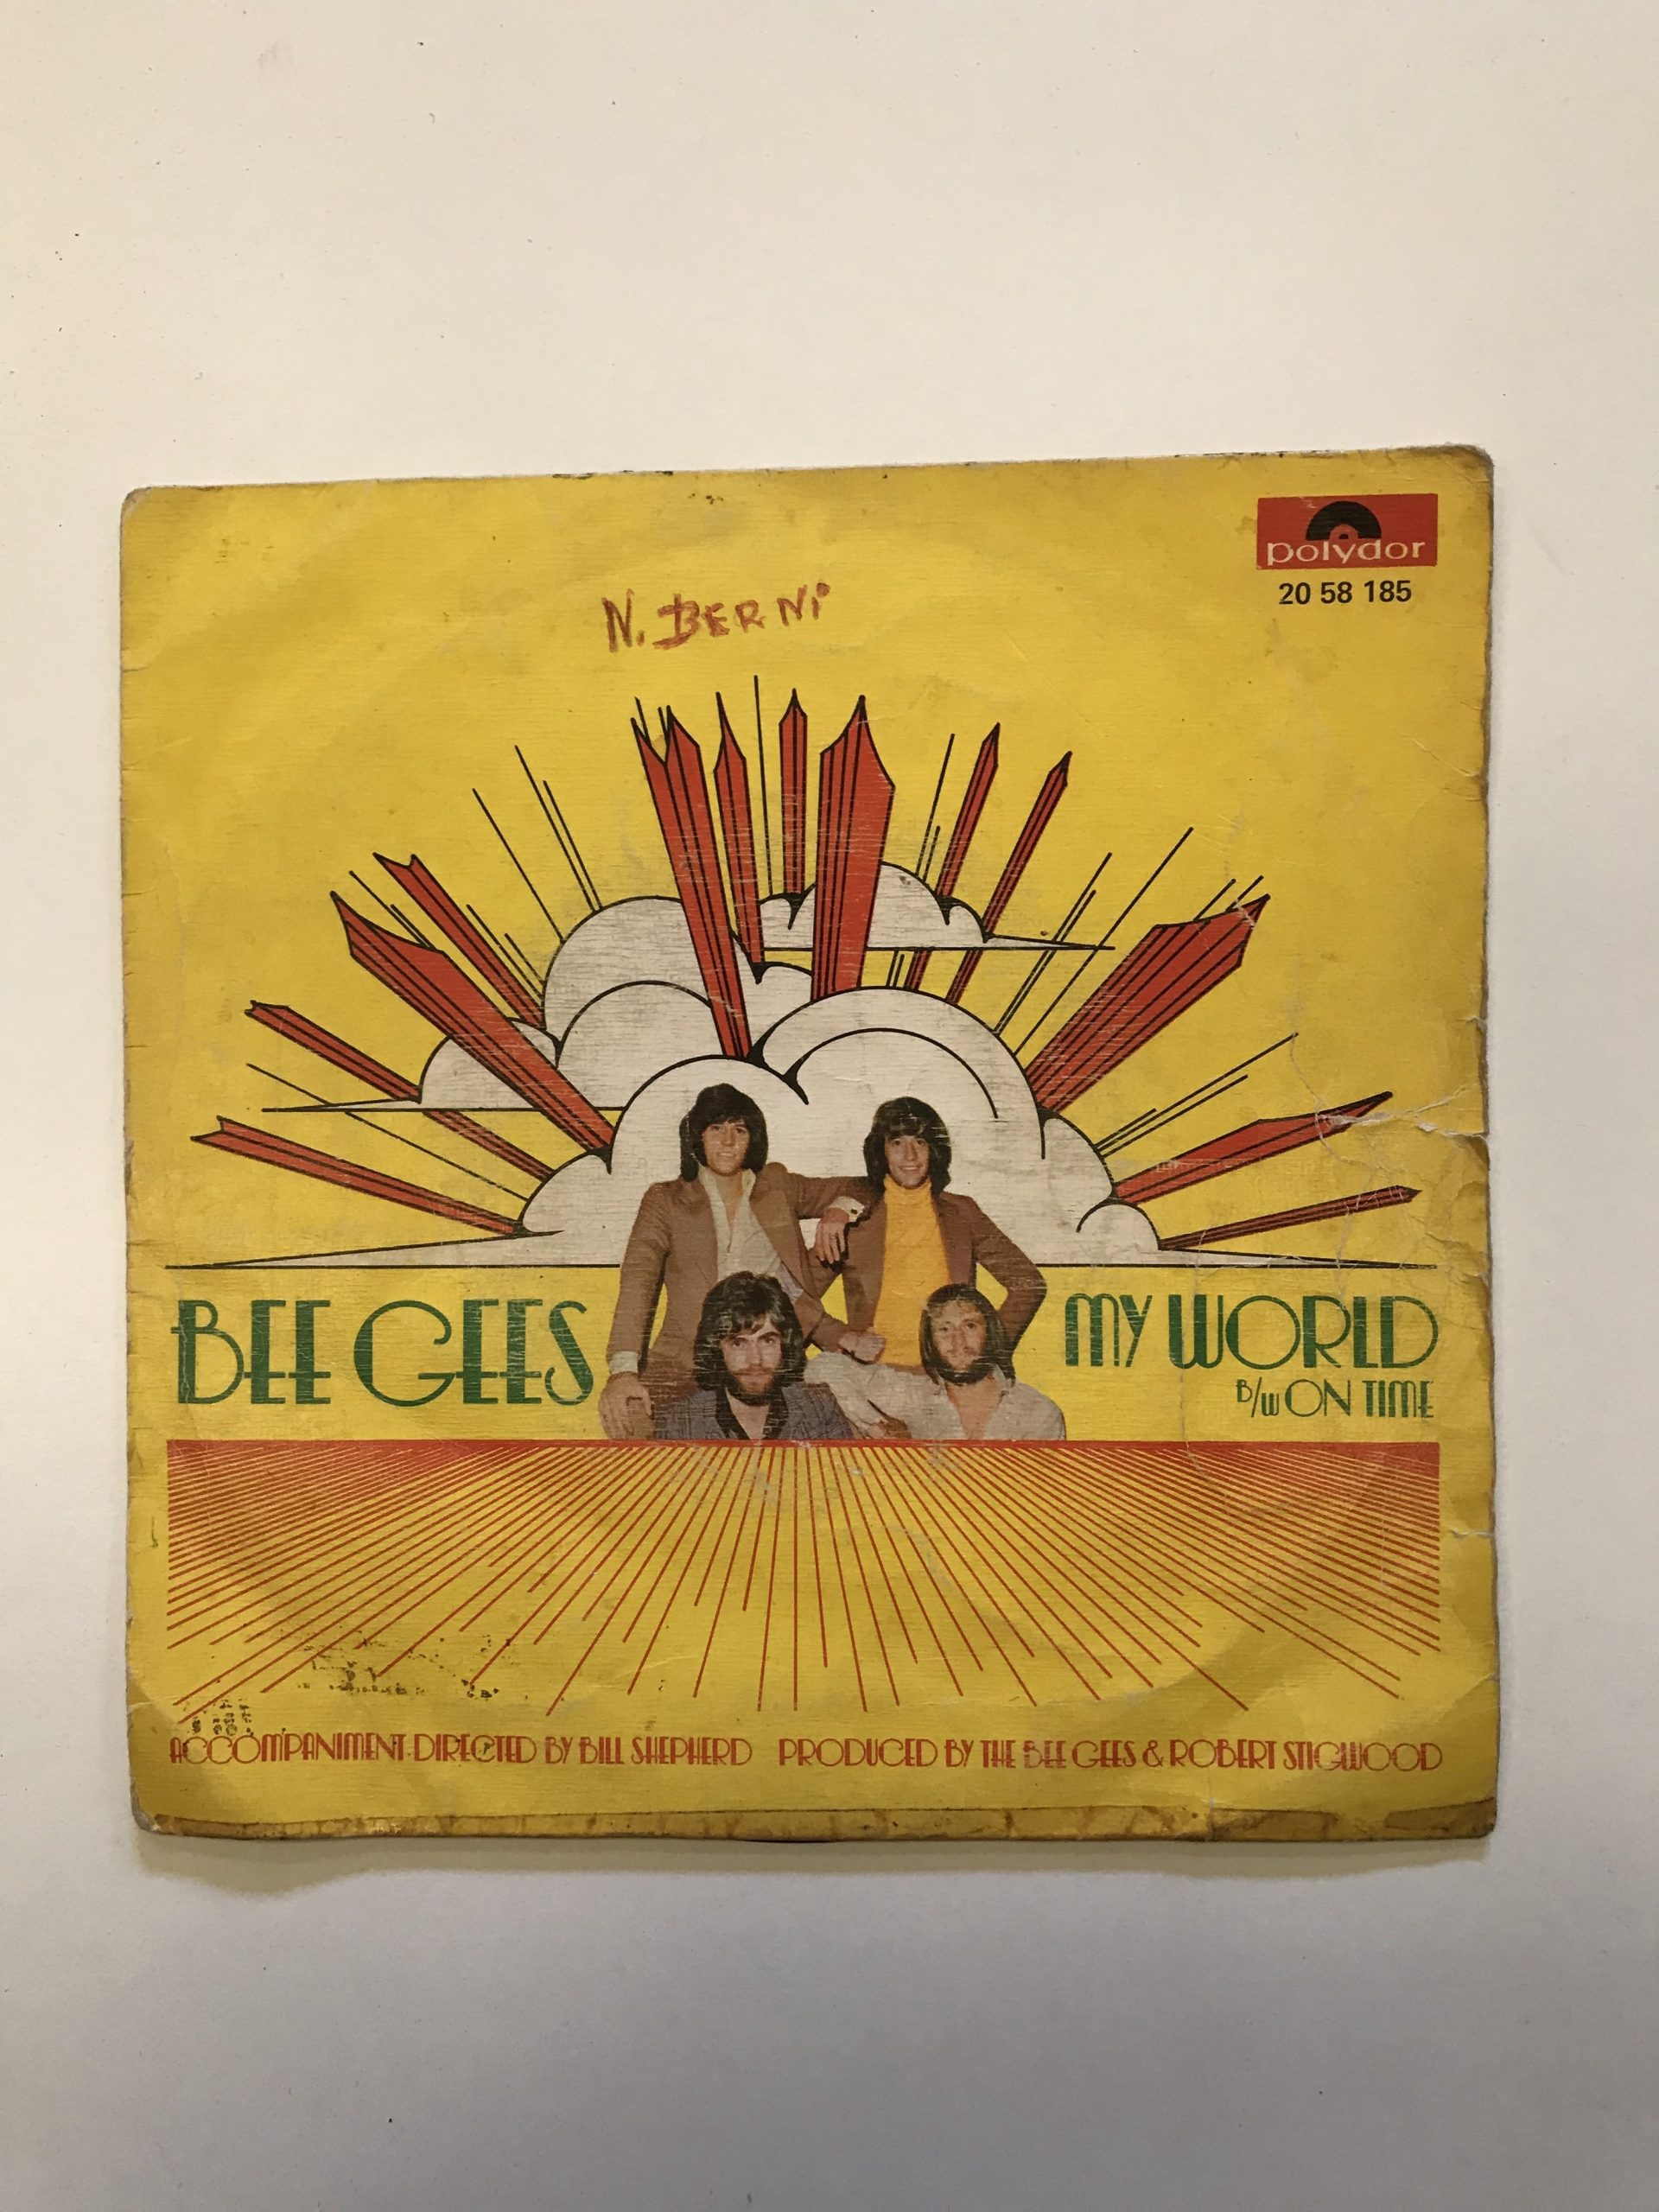 polydor
20 58 185
N. BERNi
BEE GEES
MY WORLD
B/W ON TIME
ACCOMPANIMENT DIRECTED BY BILL SHEPHERD PRODUCED BY THE BEE GEES & ROBERT STIGWOOD